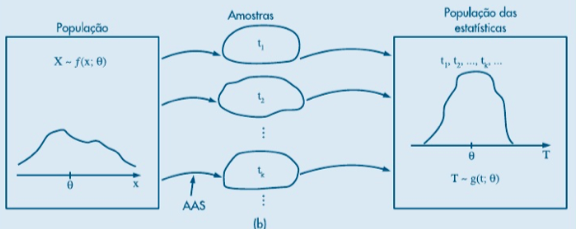 População
X ~ f(x; θ)
θ
x
Amostras
t₁
t₂
⋮
tₖ
⋮
AAS
(b)
População das
estatísticas
t₁, t₂, ..., tₖ, ...
θ
T
T ~ g(t; θ)